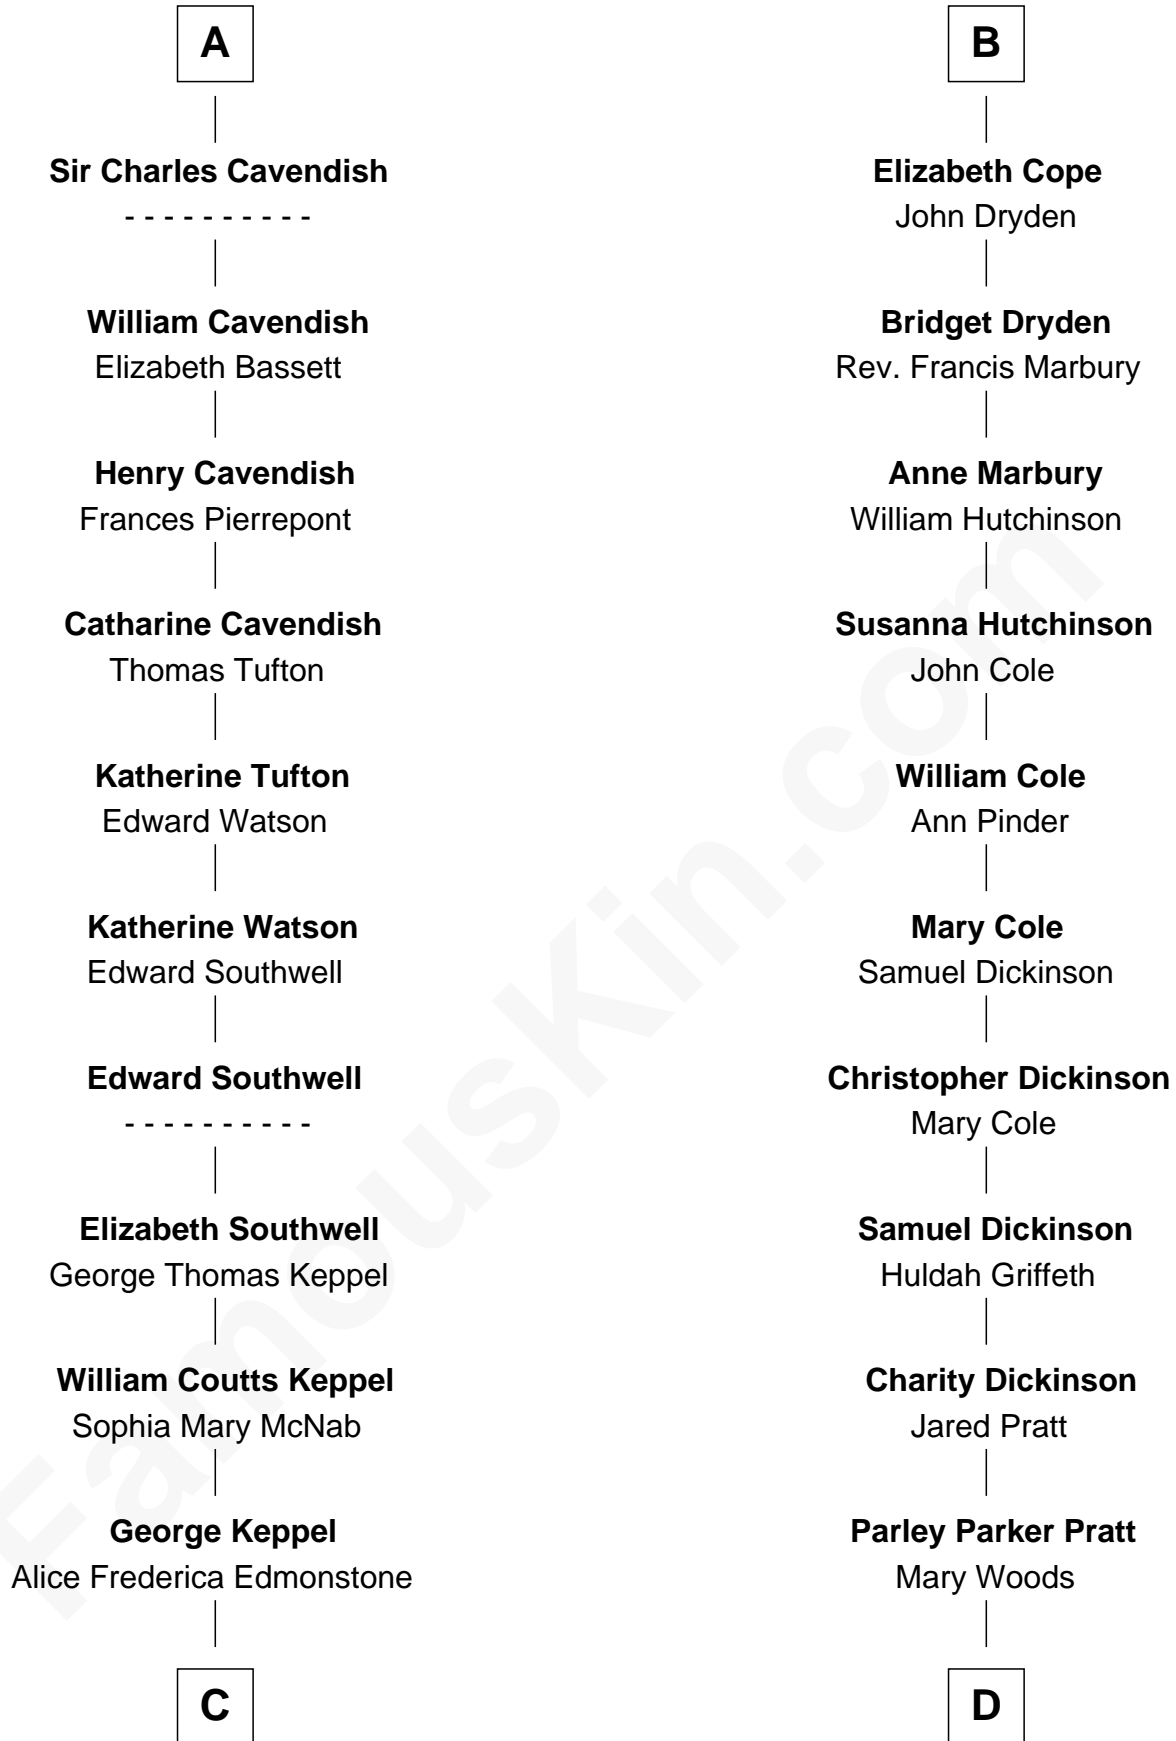 A
Sir Charles Cavendish
- - - - - - - - - -
William Cavendish
Elizabeth Bassett
Henry Cavendish
Frances Pierrepont
Catharine Cavendish
Thomas Tufton
Katherine Tufton
Edward Watson
Katherine Watson
Edward Southwell
Edward Southwell
- - - - - - - - - -
Elizabeth Southwell
George Thomas Keppel
William Coutts Keppel
Sophia Mary McNab
George Keppel
Alice Frederica Edmonstone
C
B
Elizabeth Cope
John Dryden
Bridget Dryden
Rev. Francis Marbury
Anne Marbury
William Hutchinson
Susanna Hutchinson
John Cole
William Cole
Ann Pinder
Mary Cole
Samuel Dickinson
Christopher Dickinson
Mary Cole
Samuel Dickinson
Huldah Griffeth
Charity Dickinson
Jared Pratt
Parley Parker Pratt
Mary Woods
D
FamousKin.com